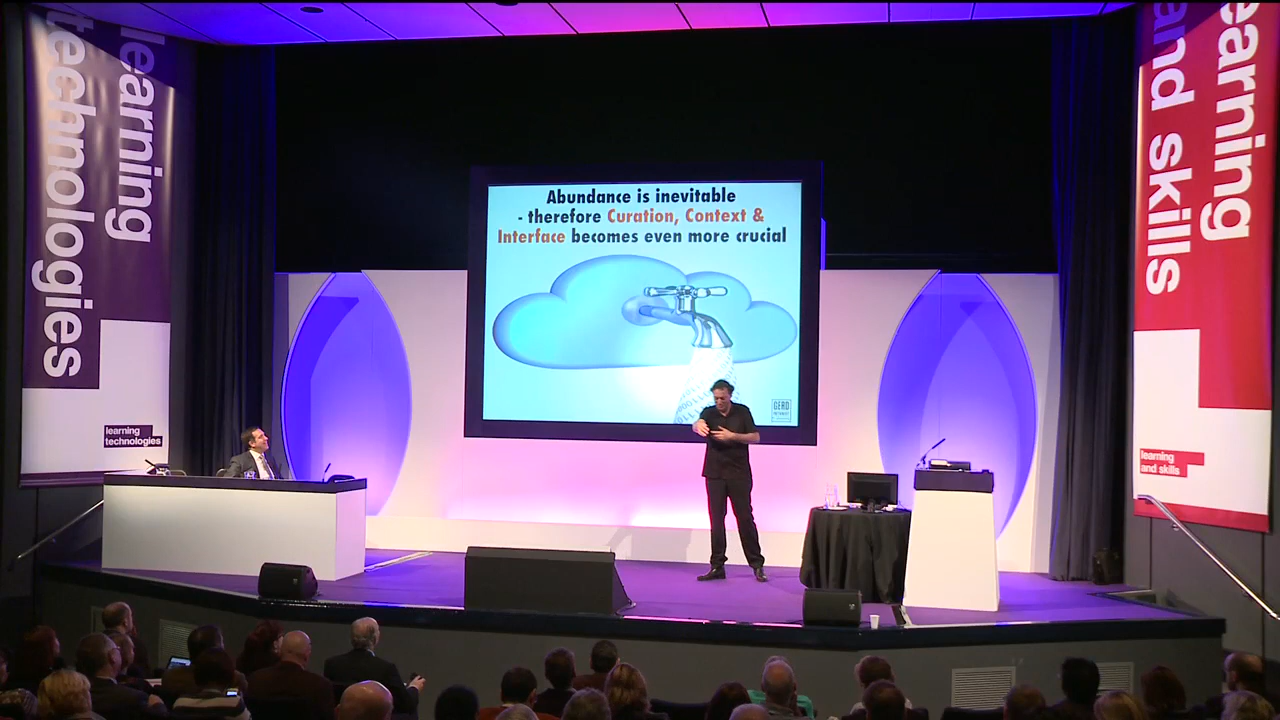 learning
technologies
learning
technologies
Abundance is inevitable
- therefore Curation, Context &
Interface becomes even more crucial
GERD
learning
and skills
learning
and skills